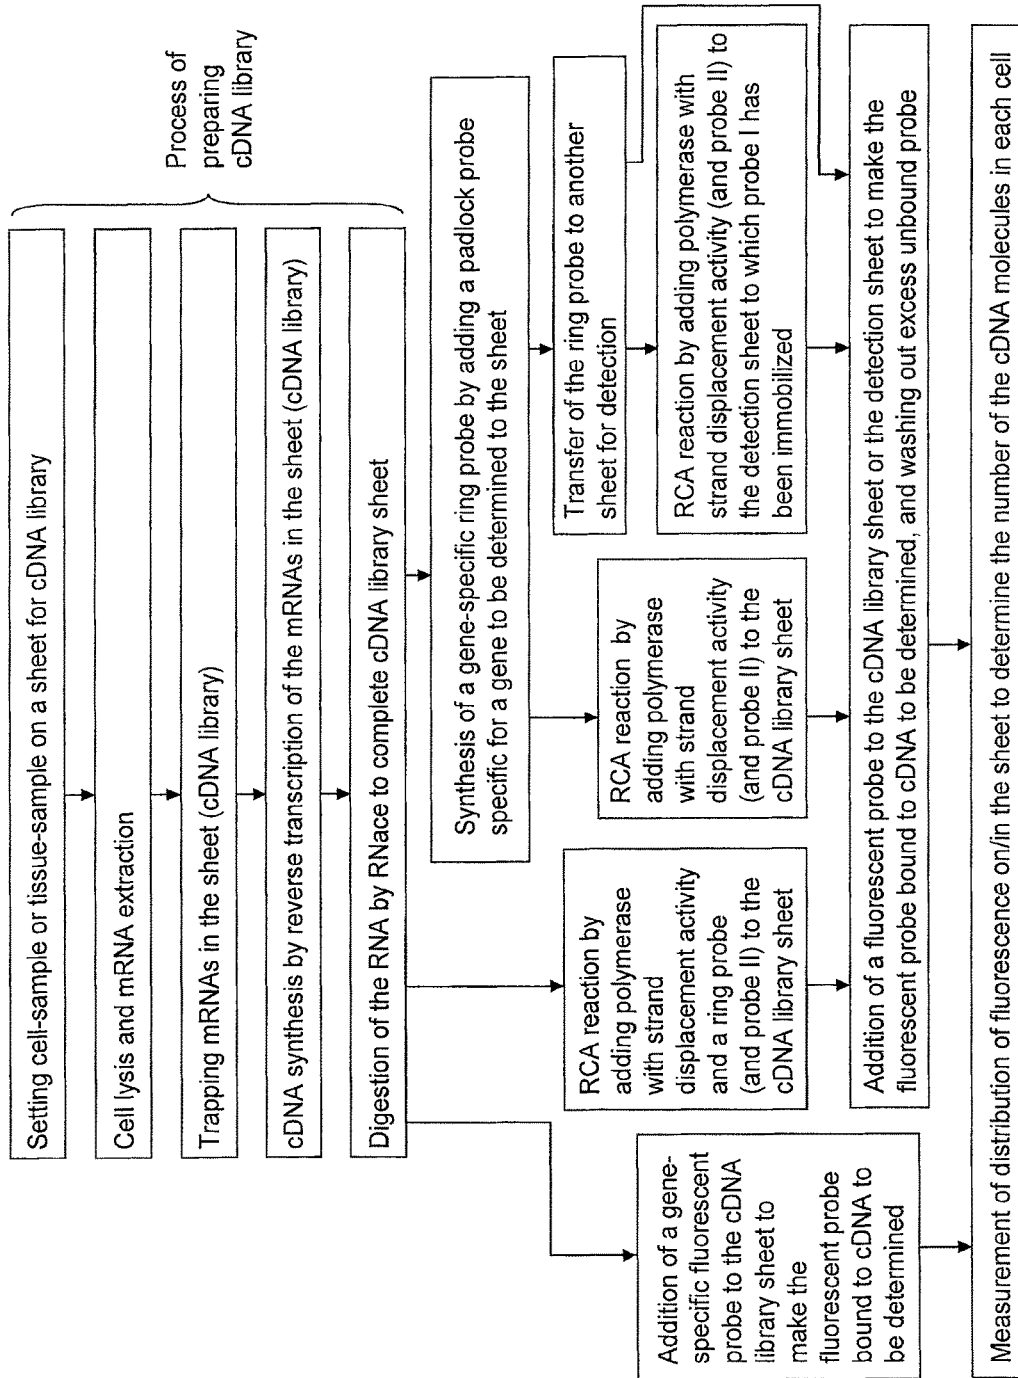 Setting cell-sample or tissue-sample on a sheet for cDNA library
Cell lysis and mRNA extraction
Trapping mRNAs in the sheet (cDNA library)
cDNA synthesis by reverse transcription of the mRNAs in the sheet (cDNA library)
Digestion of the RNA by RNace to complete cDNA library sheet
Process of
preparing
cDNA library
Synthesis of a gene-specific ring probe by adding a padlock probe
specific for a gene to be determined to the sheet
Transfer of the ring probe to another
sheet for detection
Addition of a gene-
specific fluorescent
probe to the cDNA
library sheet to
make the
fluorescent probe
bound to cDNA to
be determined
RCA reaction by
adding polymerase
with strand
displacement activity
and a ring probe
(and probe II) to the
cDNA library sheet
RCA reaction by
adding polymerase
with strand
displacement activity
(and probe II) to the
cDNA library sheet
RCA reaction by adding polymerase with
strand displacement activity (and probe II) to
the detection sheet to which probe I has
been immobilized
Addition of a fluorescent probe to the cDNA library sheet or the detection sheet to make the
fluorescent probe bound to cDNA to be determined, and washing out excess unbound probe
Measurement of distribution of fluorescence on/in the sheet to determine the number of the cDNA molecules in each cell